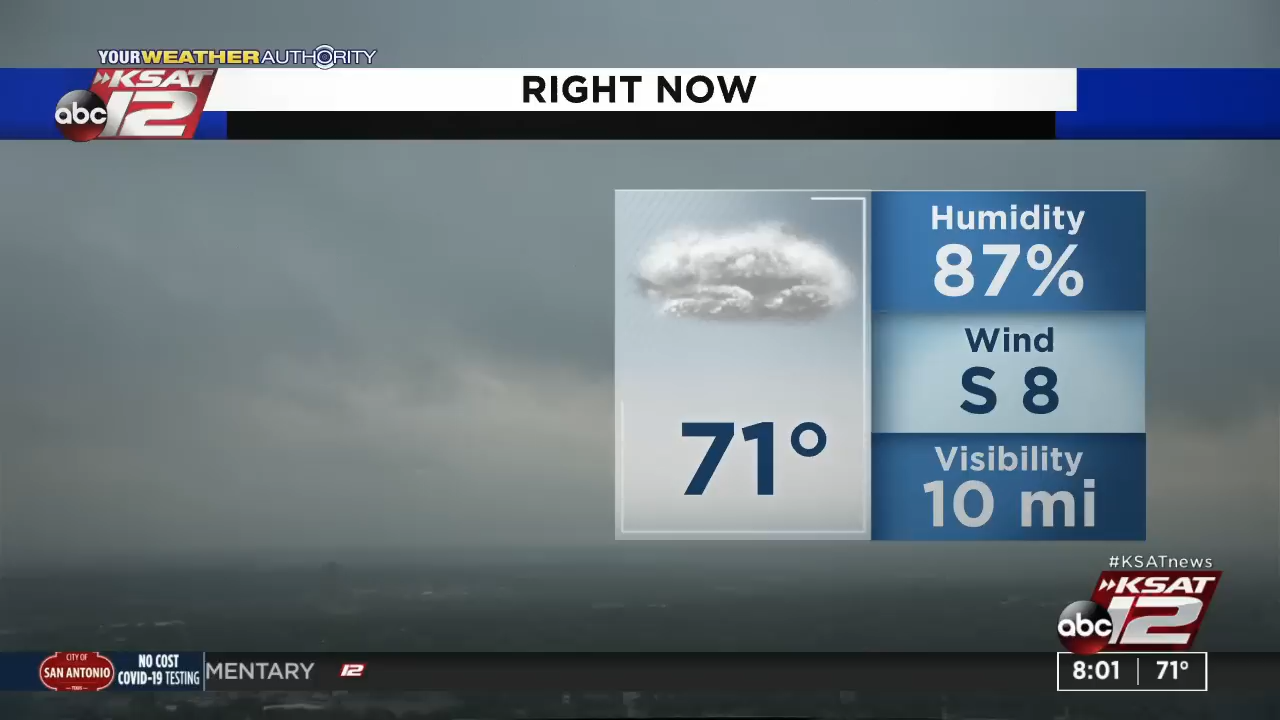 YOURWEATHERAUTHORITY
KSAT
abc 12
RIGHT NOW
Humidity
87%
Wind
S 8
71°
Visibility
10 mi
#KSATnews
KSAT
abc 12
CITY OF
SAN ANTONIO
TEXAS
NO COST
COVID-19 TESTING
MENTARY 12
8:01 71°